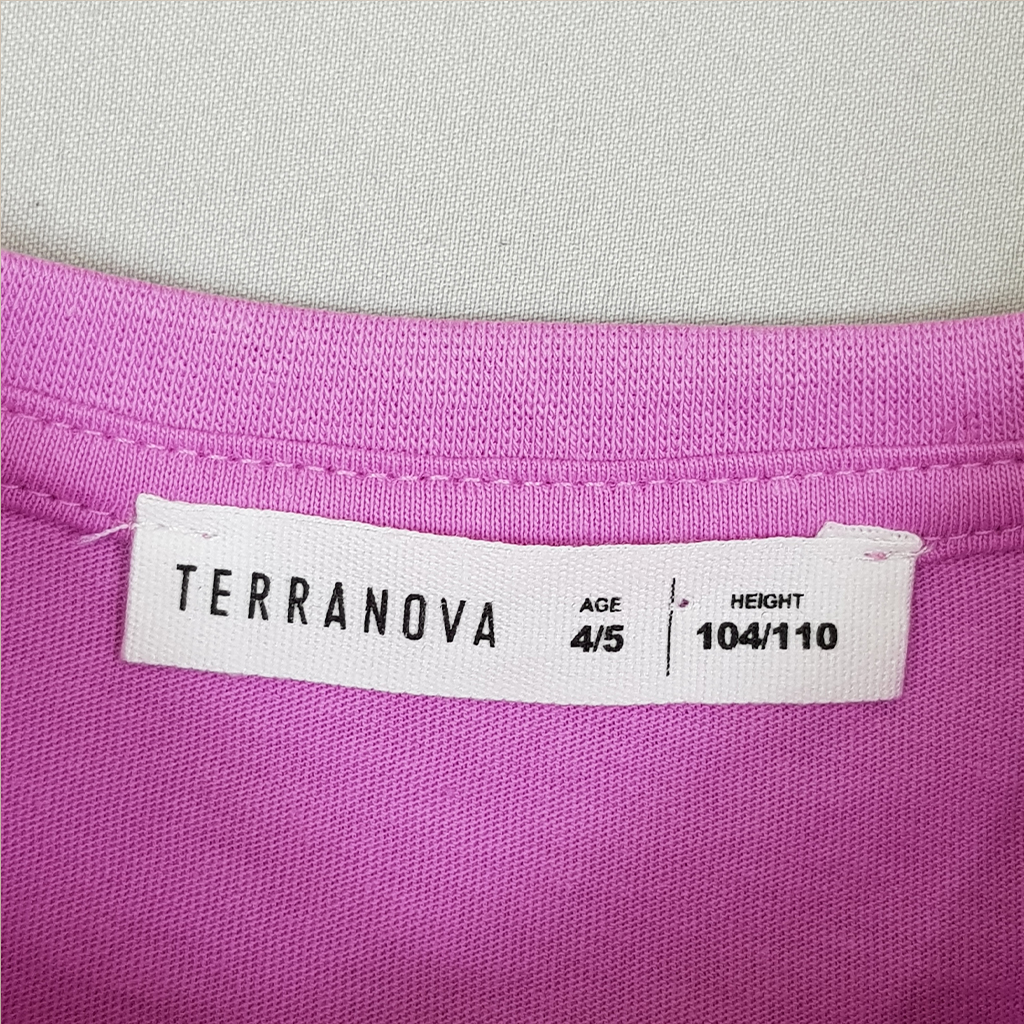 TERRANOVA
AGE
4/5
HEIGHT
104/110